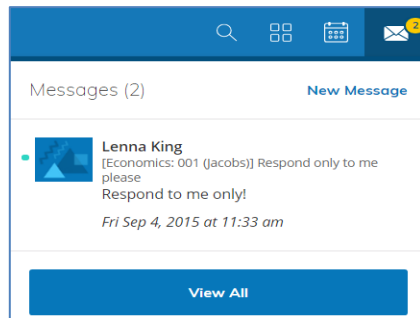 2
Messages (2)
New Message
Lenna King
[Economics: 001 (Jacobs)] Respond only to me
please
Respond to me only!
Fri Sep 4, 2015 at 11:33 am
View All